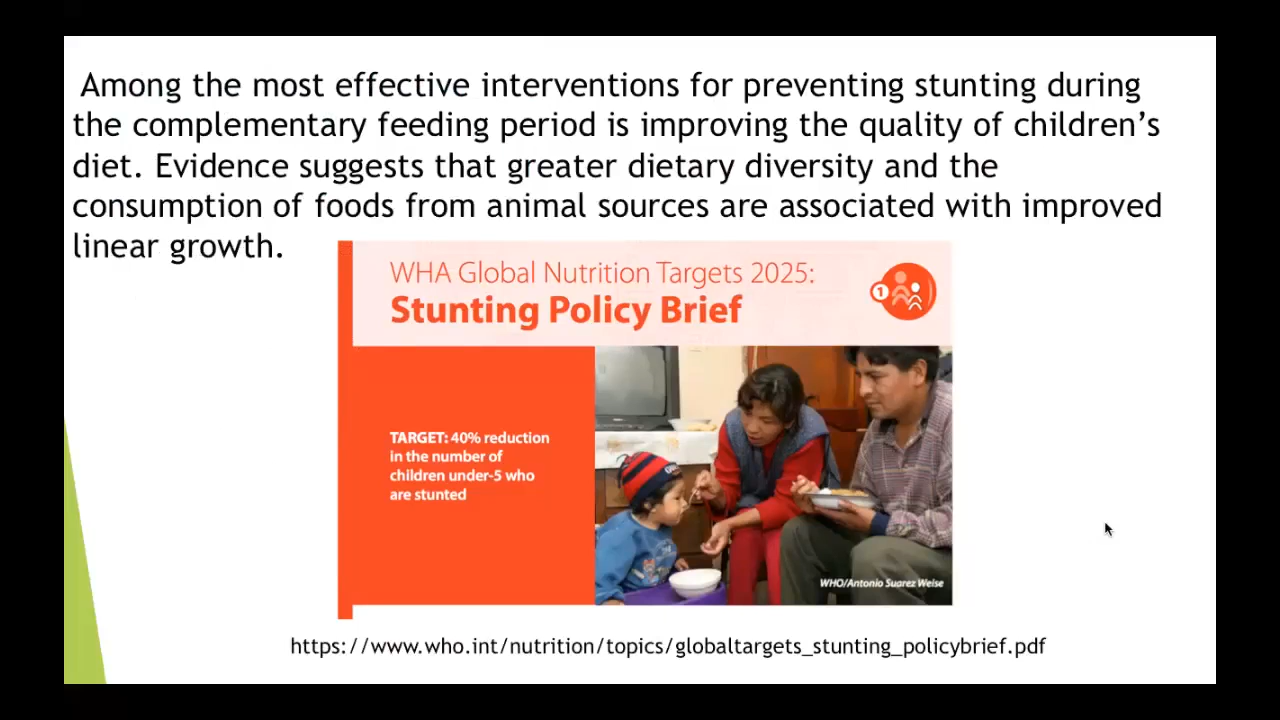 Among the most effective interventions for preventing stunting during
the complementary feeding period is improving the quality of children’s
diet. Evidence suggests that greater dietary diversity and the
consumption of foods from animal sources are associated with improved
linear growth.
WHA Global Nutrition Targets 2025:
Stunting Policy Brief
1
TARGET: 40% reduction
in the number of
children under-5 who
are stunted
WHO/Antonio Suarez Weise
https://www.who.int/nutrition/topics/globaltargets_stunting_policybrief.pdf